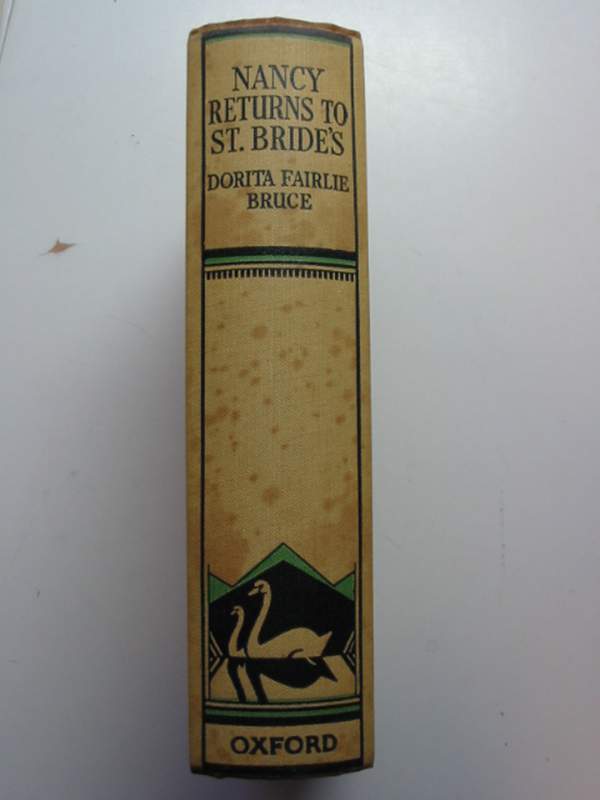 NANCY
RETURNS TO
ST. BRIDE'S
DORITA FAIRLIE
BRUCE
OXFORD